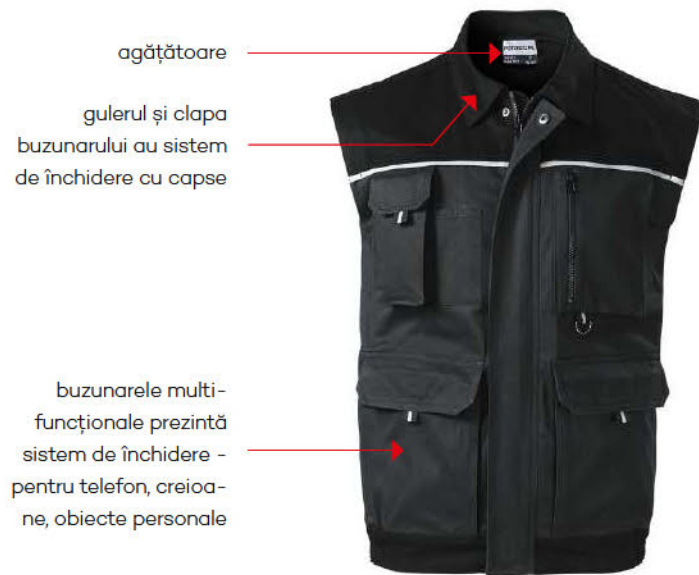 agățătoare
gulerul și clapa
buzunarului au sistem
de închidere cu capse
buzunarele multi-
funcționale prezintă
sistem de închidere -
pentru telefon, creioa-
ne, obiecte personale